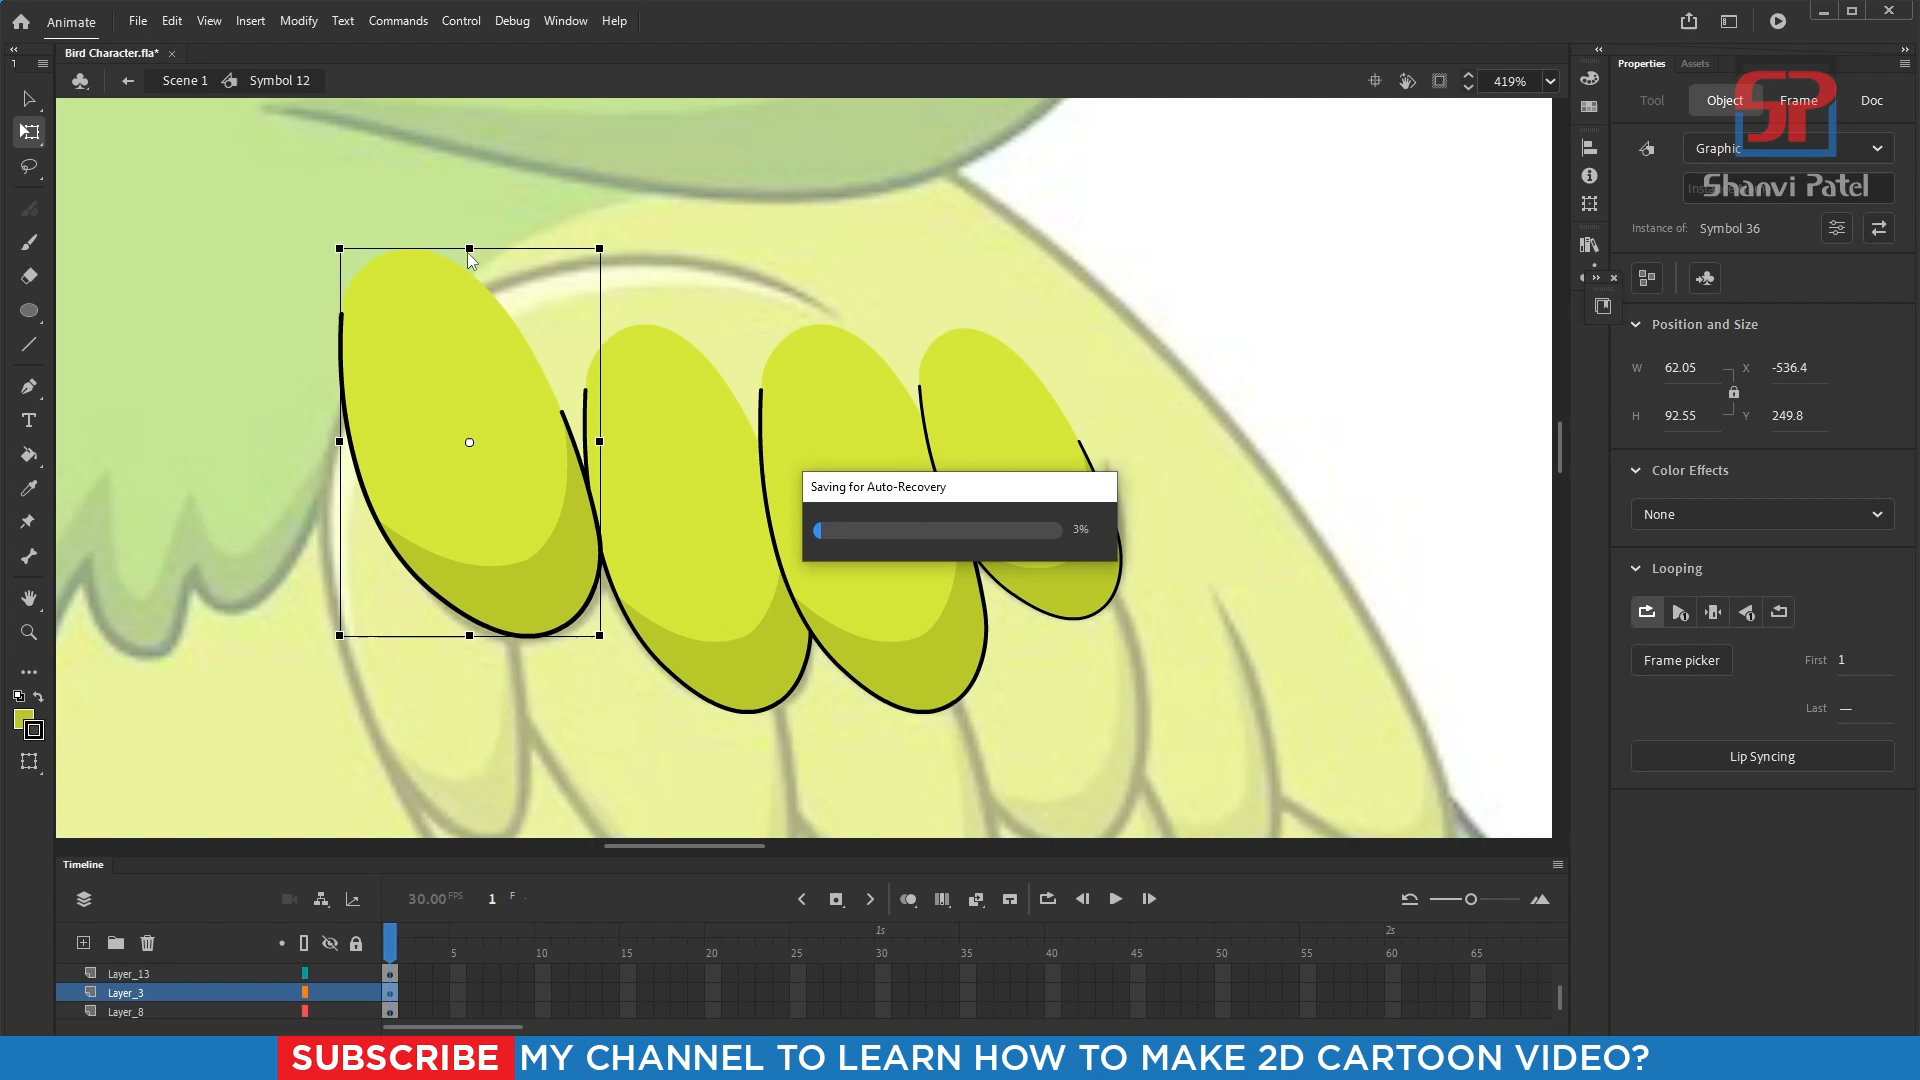 Animate File Edit View Insert Modify Text Commands Control Debug Window Help
Bird Character.fla*
Properties Assets
Scene 1 Symbol 12 419%
Tool Object Frame Doc
SP
Graphic
Shanvi Patel
Instance of: Symbol 36
Position and Size
W 62.05 X -536.4
H 92.55 Y 249.8
Color Effects
None
Looping
Saving for Auto-Recovery
3%
Frame picker First 1
Last —
Lip Syncing
Timeline
30.00 FPS 1 F
1s 2s
5 10 15 20 25 30 35 40 45 50 55 60 65
Layer_13
Layer_3
Layer_8
SUBSCRIBE MY CHANNEL TO LEARN HOW TO MAKE 2D CARTOON VIDEO?